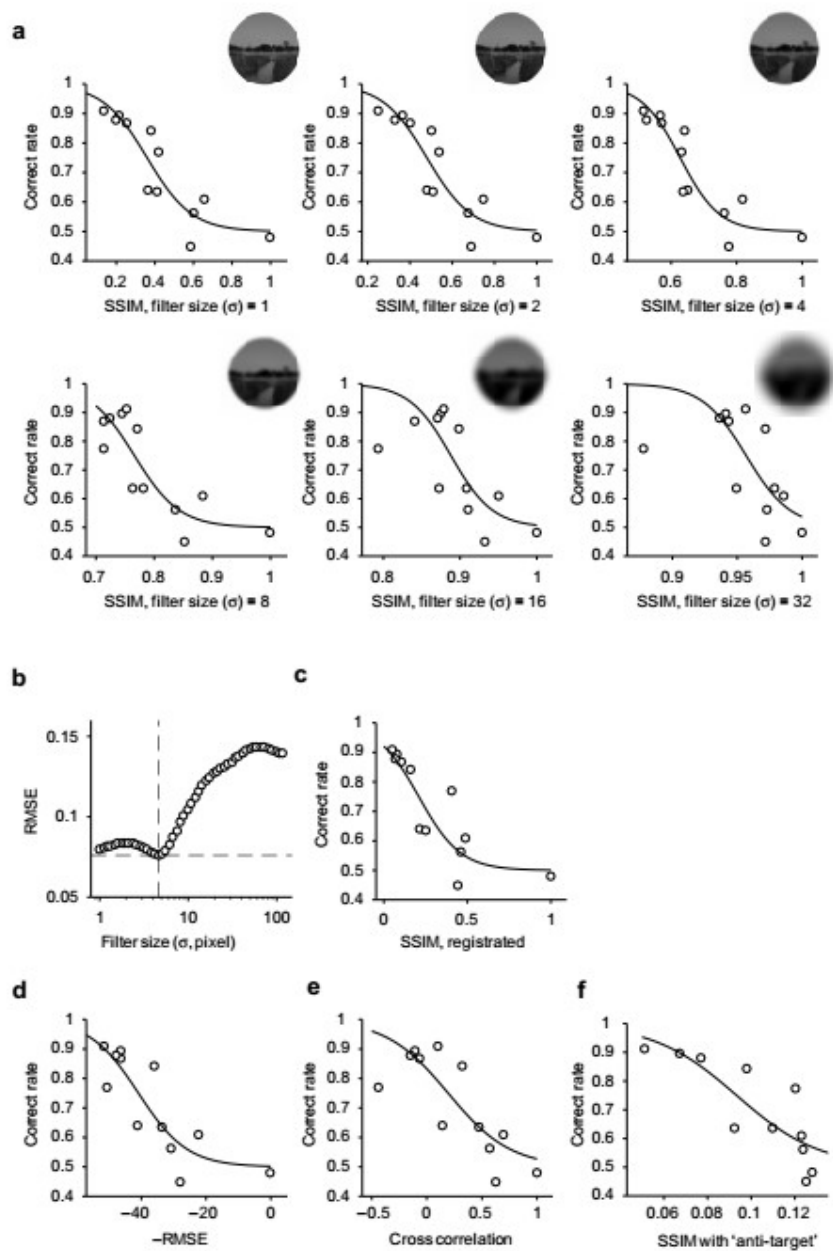 a
1
0.9
0.8
0.7
0.6
0.5
0.4
Correct rate
0.2 0.4 0.6 0.8 1
SSIM, filter size (σ) = 1
1
0.9
0.8
0.7
0.6
0.5
0.4
Correct rate
0.2 0.4 0.6 0.8 1
SSIM, filter size (σ) = 2
1
0.9
0.8
0.7
0.6
0.5
0.4
Correct rate
0.6 0.8 1
SSIM, filter size (σ) = 4
1
0.9
0.8
0.7
0.6
0.5
0.4
Correct rate
0.7 0.8 0.9 1
SSIM, filter size (σ) = 8
1
0.9
0.8
0.7
0.6
0.5
0.4
Correct rate
0.8 0.9 1
SSIM, filter size (σ) = 16
1
0.9
0.8
0.7
0.6
0.5
0.4
Correct rate
0.9 0.95 1
SSIM, filter size (σ) = 32
b
0.15
0.1
0.05
RMSE
1 10 100
Filter size (σ, pixel)
c
1
0.9
0.8
0.7
0.6
0.5
0.4
Correct rate
0 0.5 1
SSIM, registrated
d
1
0.9
0.8
0.7
0.6
0.5
0.4
Correct rate
−40 −20 0
−RMSE
e
1
0.9
0.8
0.7
0.6
0.5
0.4
Correct rate
−0.5 0 0.5 1
Cross correlation
f
1
0.9
0.8
0.7
0.6
0.5
0.4
Correct rate
0.06 0.08 0.1 0.12
SSIM with 'anti-target'